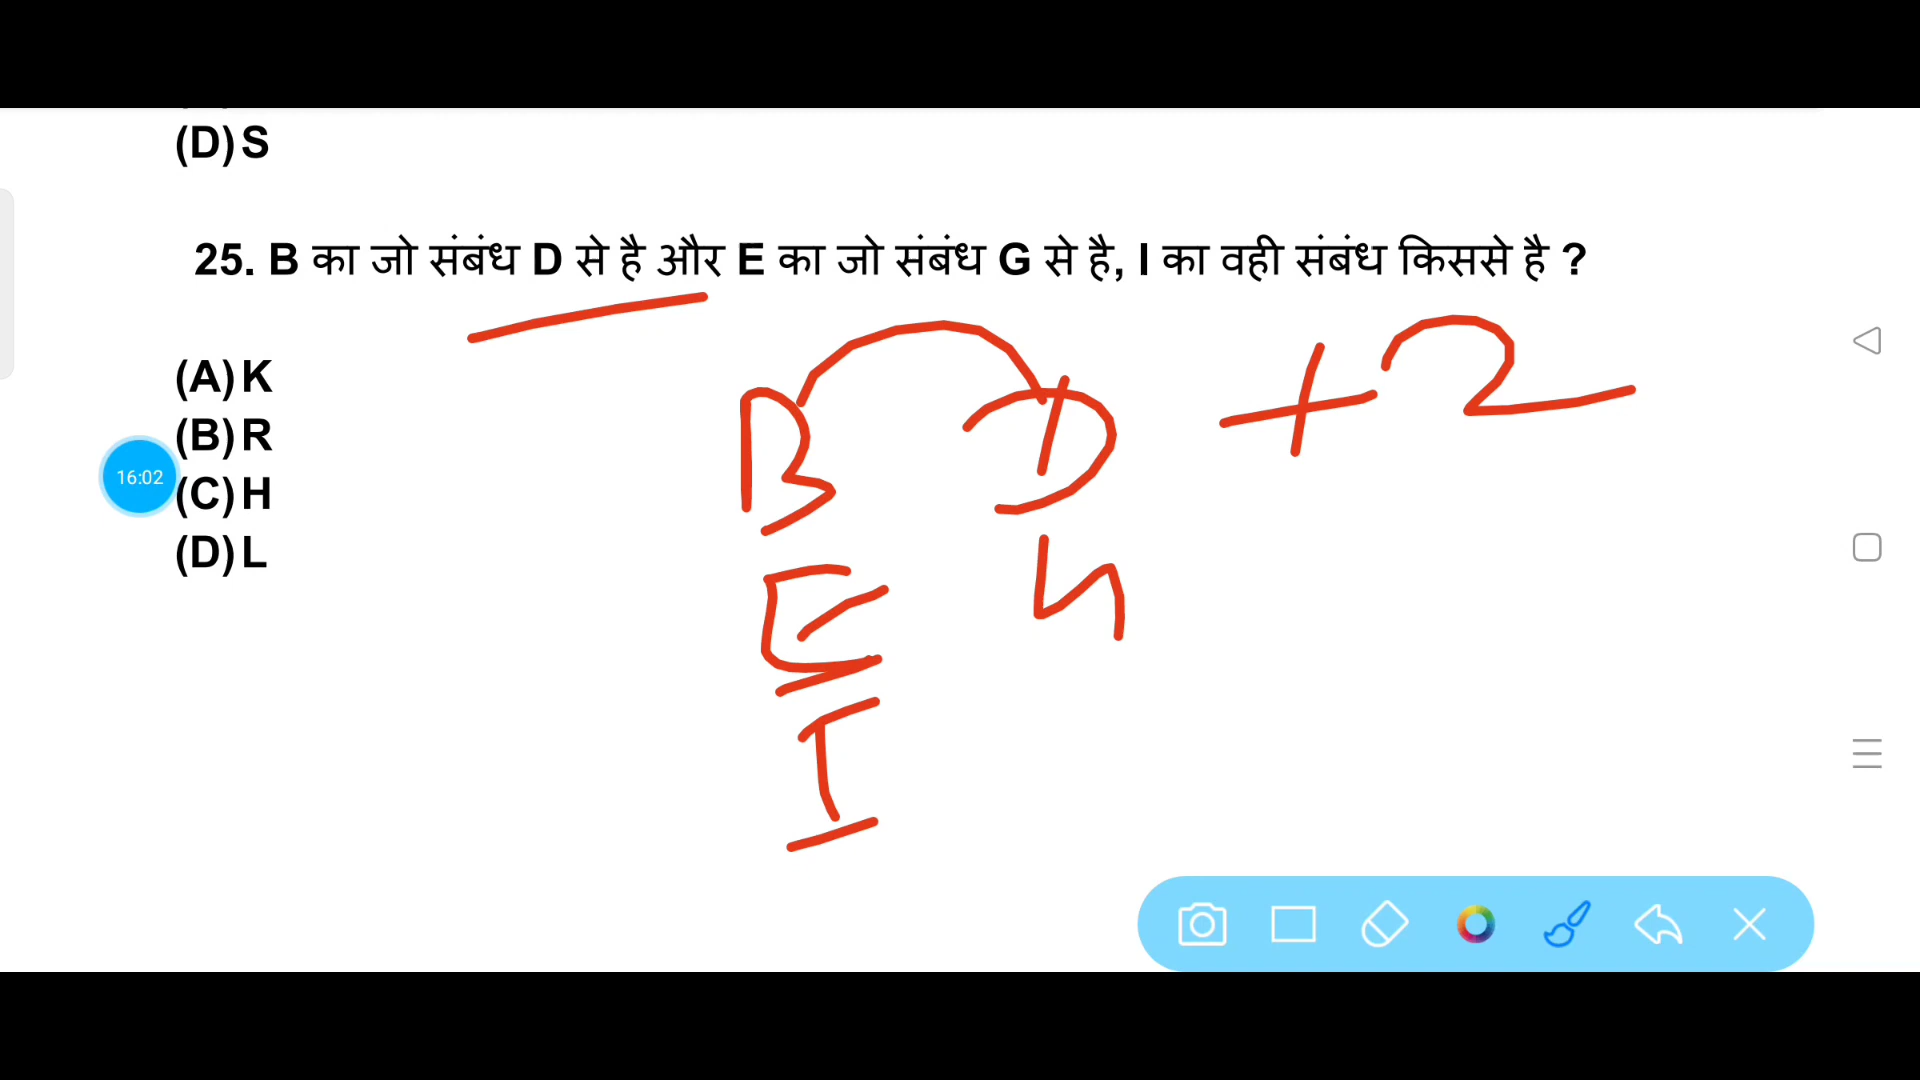 (D) S
25. B का जो संबंध D से है और E का जो संबंध G से है, I का वही संबंध किससे है ?
(A) K
(B) R
(C) H
(D) L
16:02
B D +2
E
I